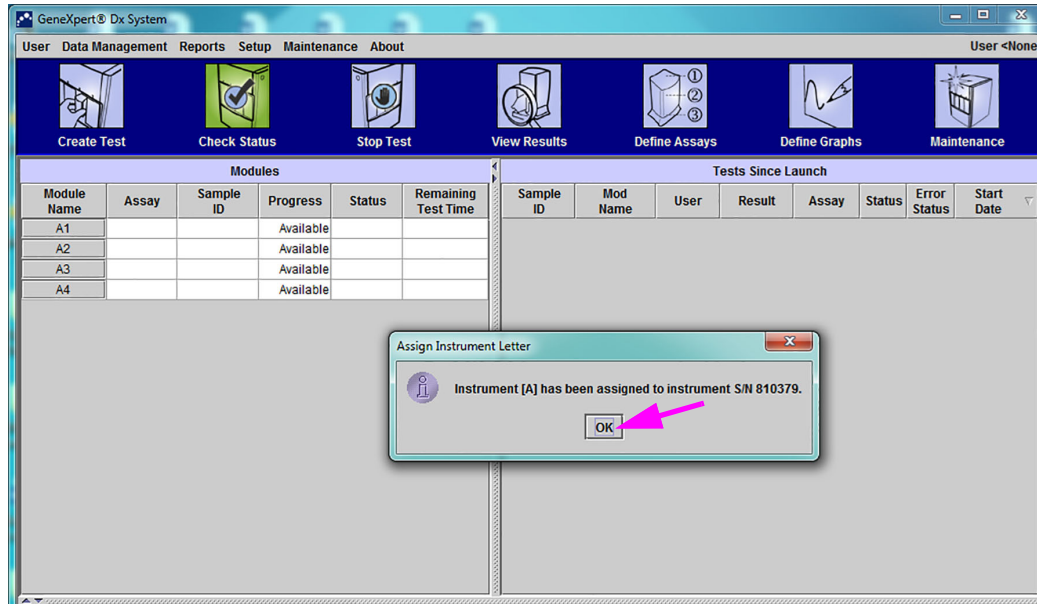 GeneXpert® Dx System
User Data Management Reports Setup Maintenance About User <None
① ② ③
Create Test Check Status Stop Test View Results Define Assays Define Graphs Maintenance
Modules Tests Since Launch
Module Name Assay Sample ID Progress Status Remaining Test Time Sample ID Mod Name User Result Assay Status Error Status Start Date
A1 Available
A2 Available
A3 Available
A4 Available
Assign Instrument Letter
Instrument [A] has been assigned to instrument S/N 810379.
OK